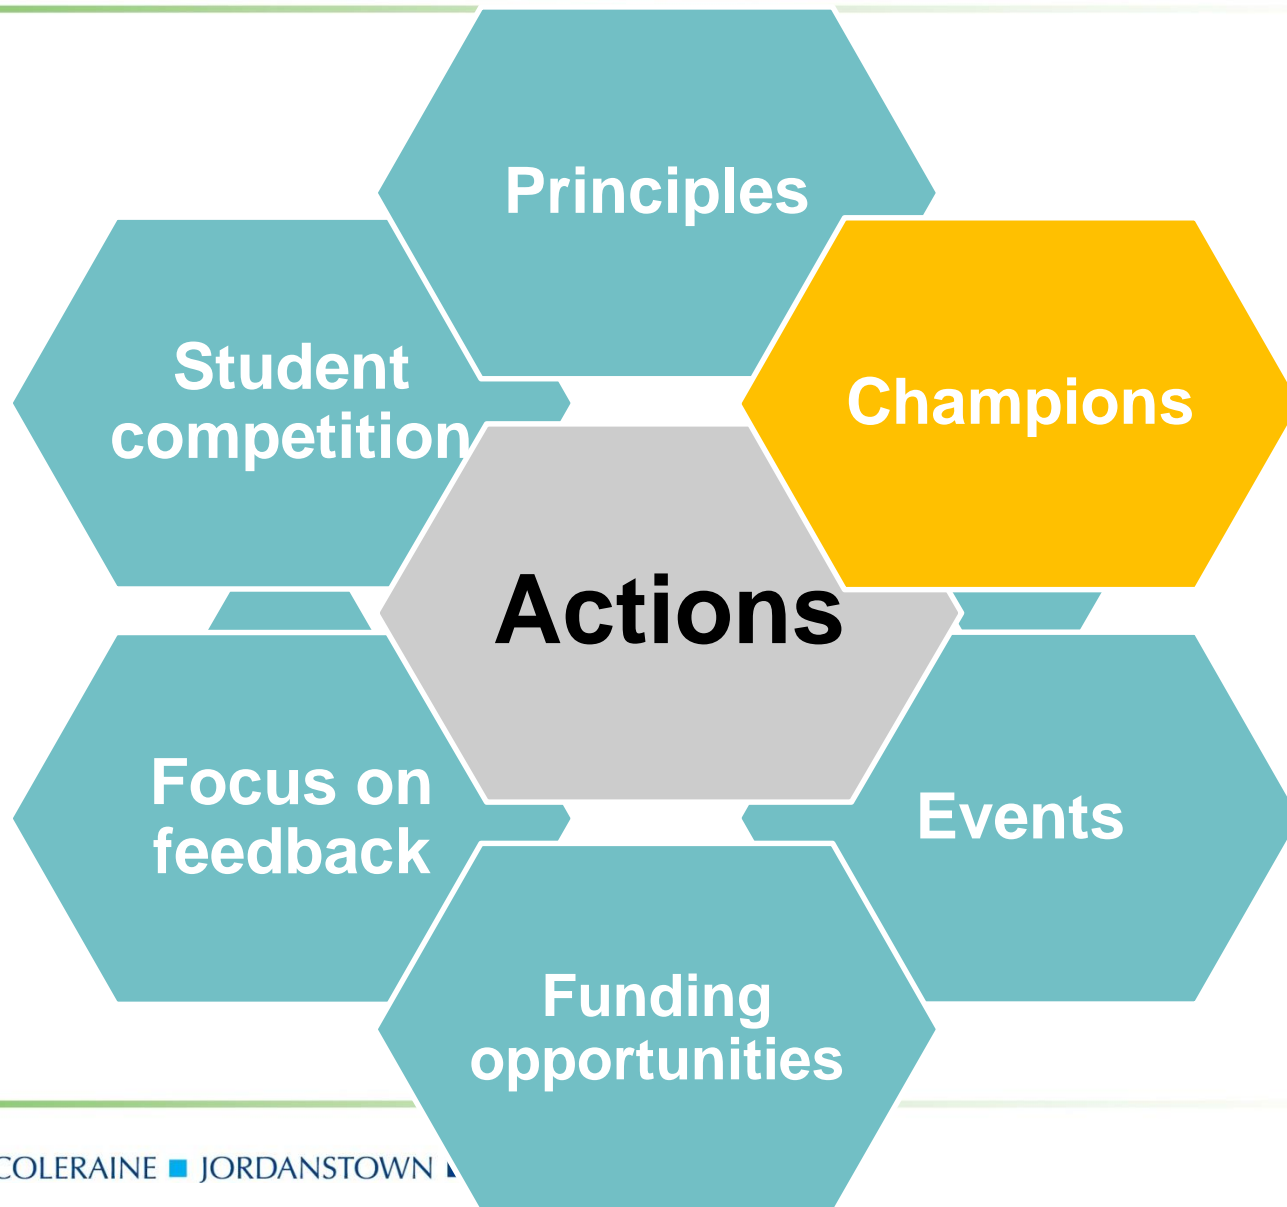 Principles
Student
competition
Champions
Actions
Focus on
feedback
Events
Funding
opportunities
COLERAINE ■ JORDANSTOWN